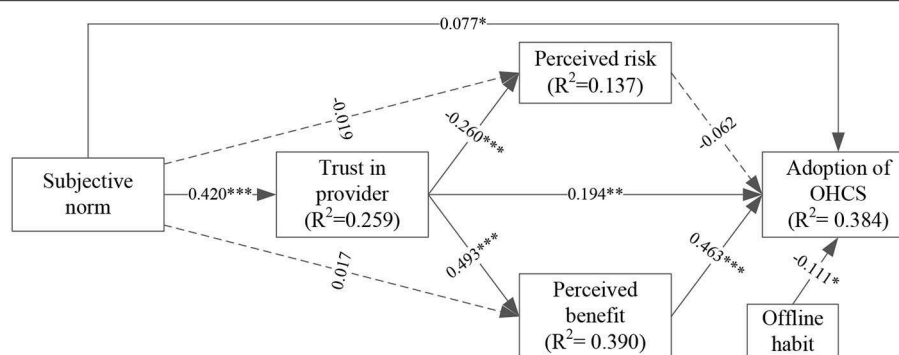 0.077*
Perceived risk
(R²=0.137)
-0.019
-0.260***
-0.062
Subjective
norm
0.420***
Trust in
provider
(R²=0.259)
0.194**
Adoption of
OHCS
(R²= 0.384)
0.017
0.493***
0.463***
-0.111*
Perceived
benefit
(R²= 0.390)
Offline
habit